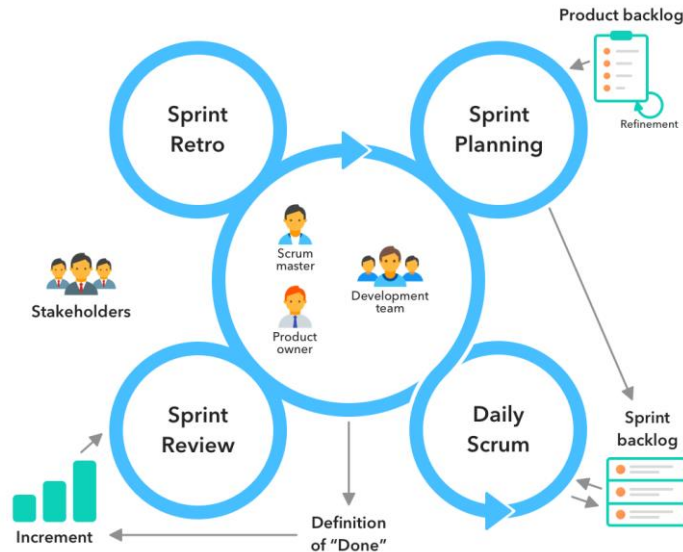 Product backlog
Refinement
Sprint
Retro
Sprint
Planning
Scrum
master
Development
team
Product
owner
Stakeholders
Sprint
Review
Daily
Scrum
Sprint
backlog
Increment
Definition
of “Done”